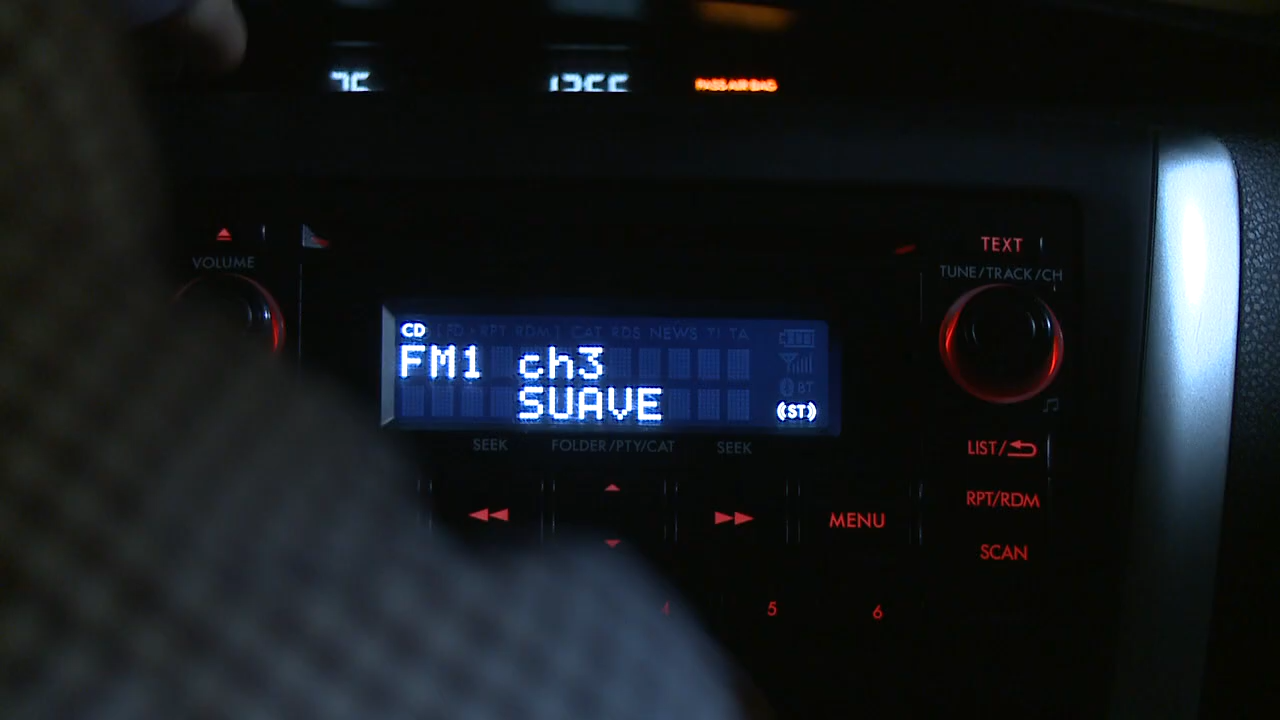 PASS AIR BAG
TEXT
VOLUME
TUNE/TRACK/CH
CD RPT RDM CAT RDS NEWS TA
FM1 ch3
BT
SUAVE
(ST)
SEEK FOLDER/PTY/CAT SEEK
LIST/
RPT/RDM
MENU
SCAN
4 5 6